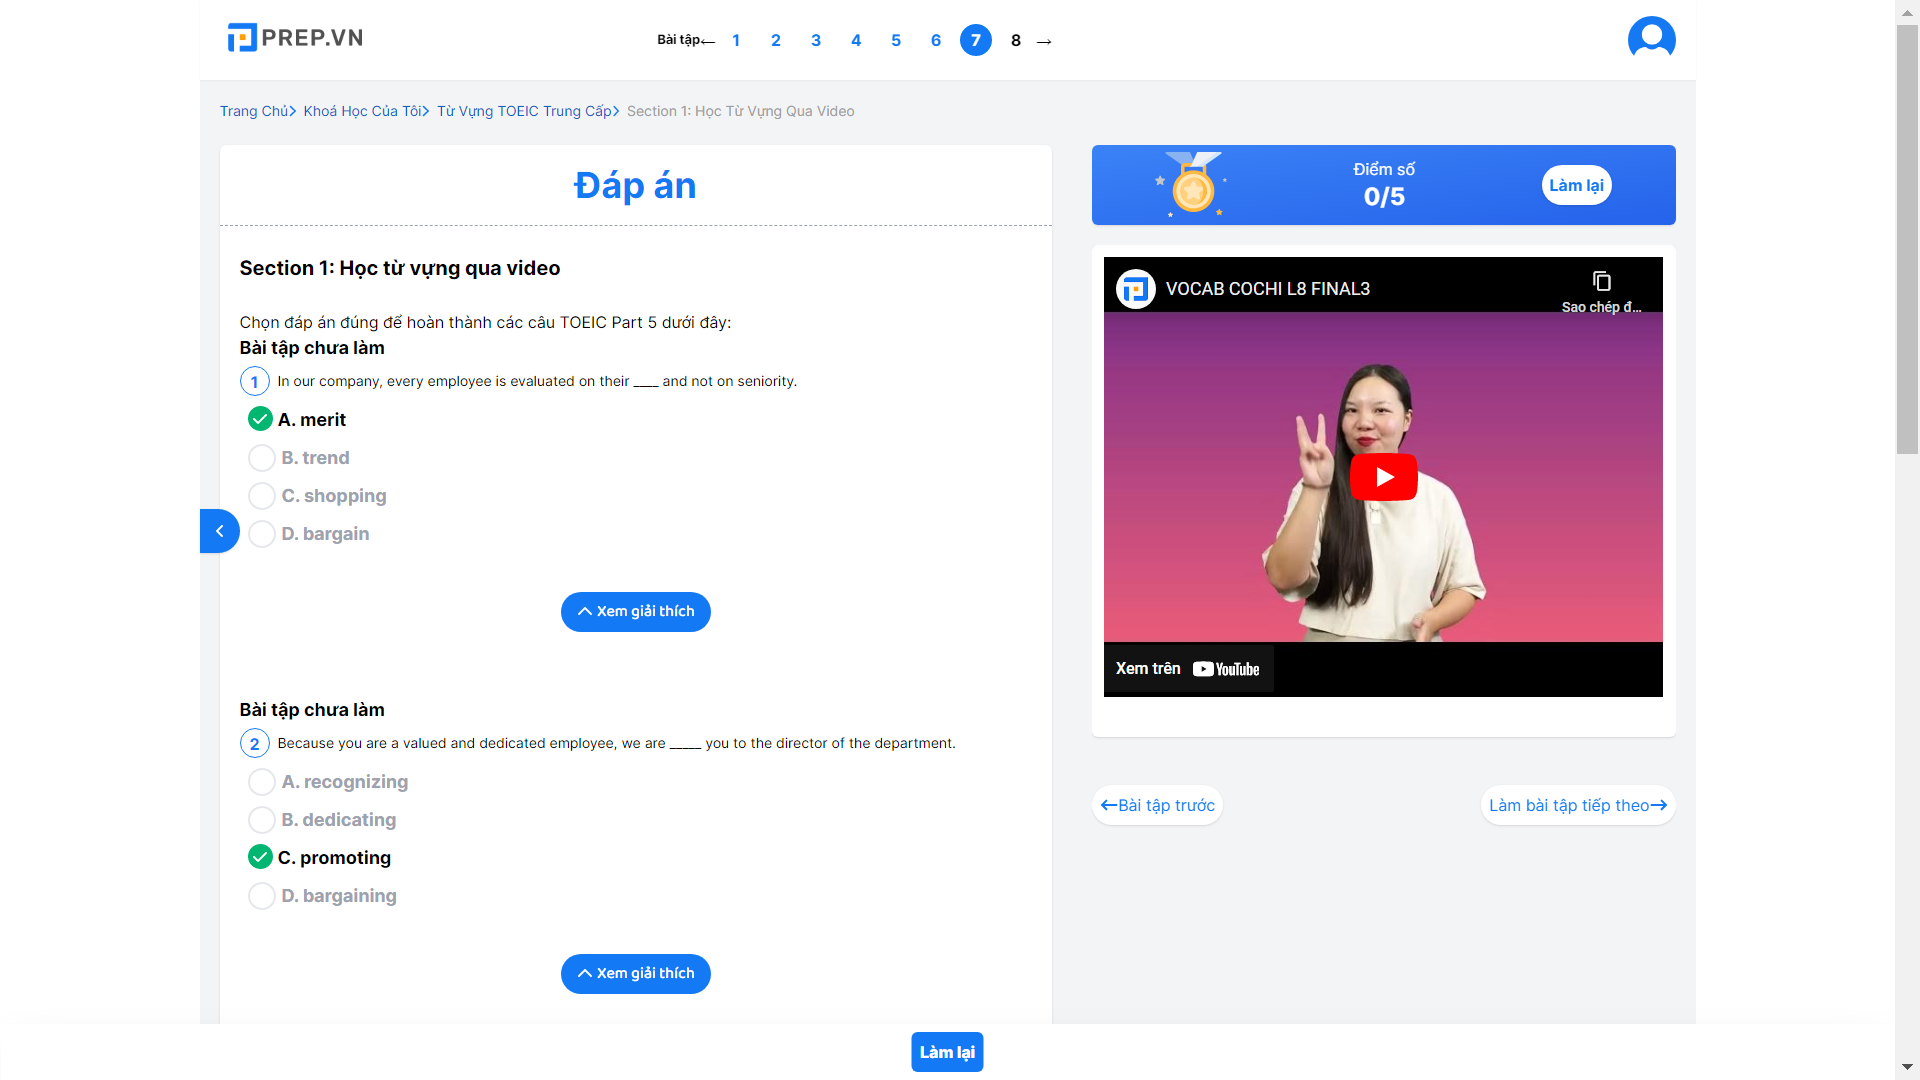 PREP.VN
Bài tập← 1 2 3 4 5 6 7 8 →
Trang Chủ> Khoá Học Của Tôi> Từ Vựng TOEIC Trung Cấp> Section 1: Học Từ Vựng Qua Video
Đáp án
Section 1: Học từ vựng qua video
Chọn đáp án đúng để hoàn thành các câu TOEIC Part 5 dưới đây:
Bài tập chưa làm
1 In our company, every employee is evaluated on their ____ and not on seniority.
A. merit
B. trend
C. shopping
D. bargain
Xem giải thích
Bài tập chưa làm
2 Because you are a valued and dedicated employee, we are _____ you to the director of the department.
A. recognizing
B. dedicating
C. promoting
D. bargaining
Xem giải thích
Điểm số
0/5
Làm lại
VOCAB COCHI L8 FINAL3
Sao chép đ...
Xem trên YouTube
←Bài tập trước
Làm bài tập tiếp theo→
Làm lại